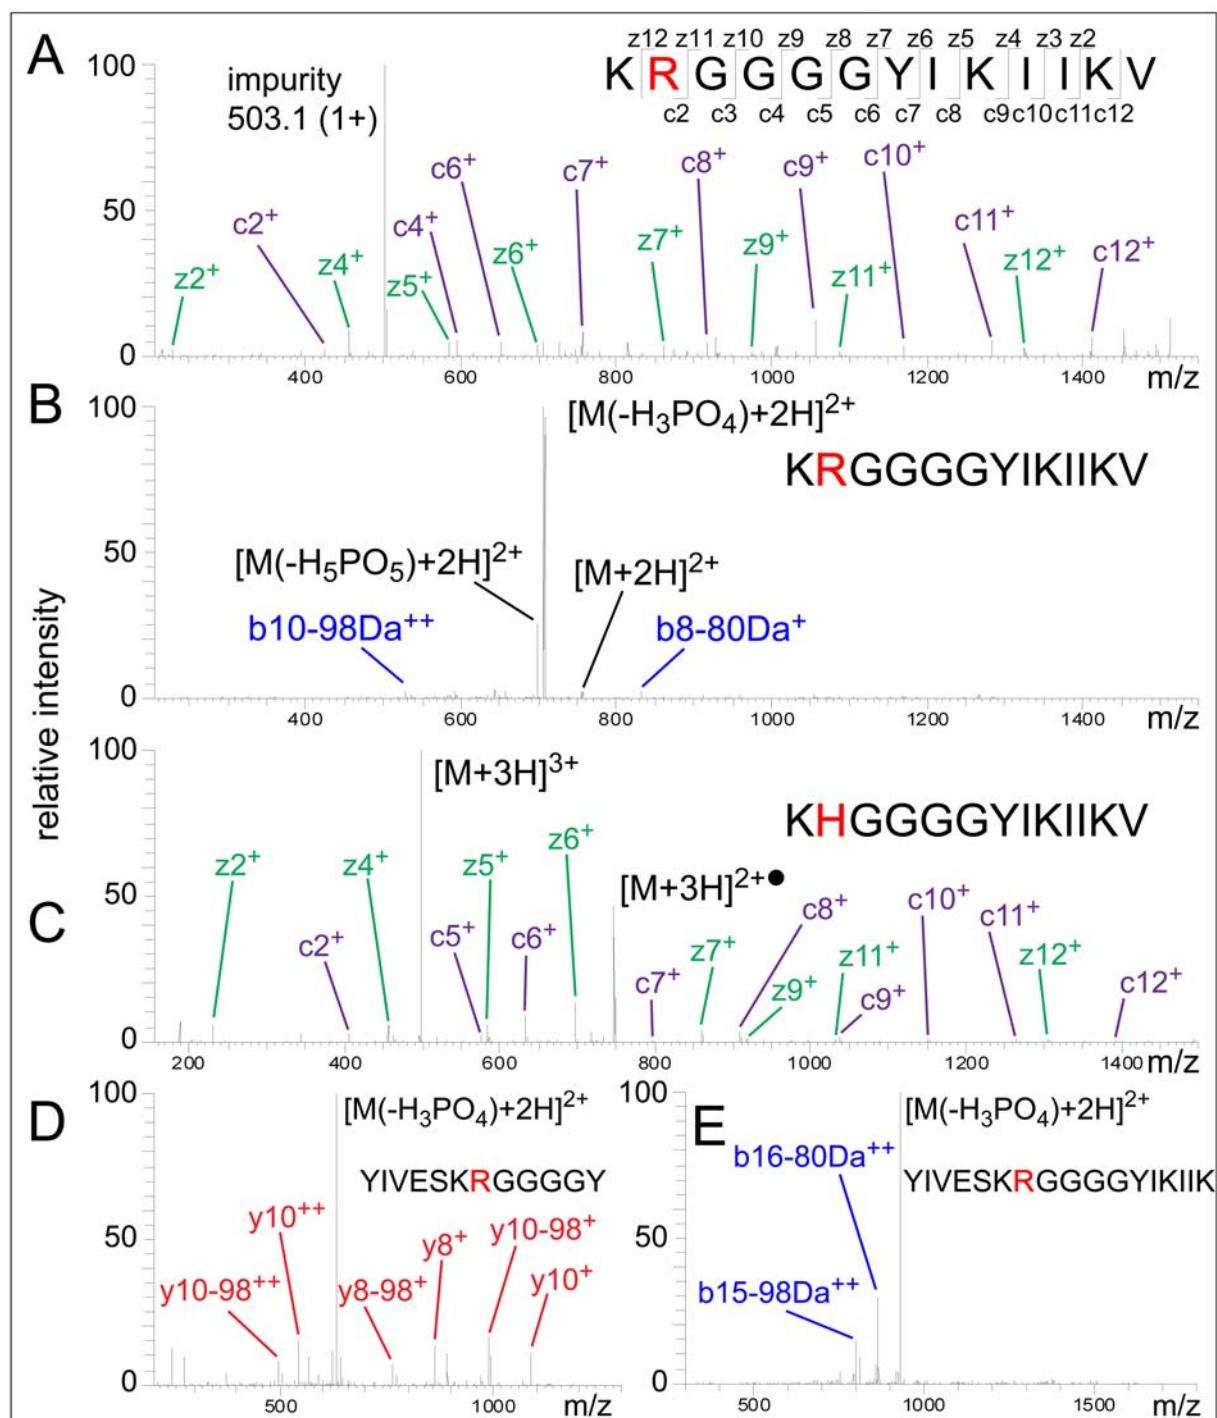 A
z12 z11 z10 z9 z8 z7 z6 z5 z4 z3 z2
KRGGGGYIKIIKV
c2 c3 c4 c5 c6 c7 c8 c9 c10 c11 c12
impurity
503.1 (1+)
100
50
0
z2+
c2+
z4+
z5+
c4+
c6+
z6+
c7+
z7+
c8+
z9+
c9+
z11+
c10+
c11+
z12+
c12+
400 600 800 1000 1200 1400 m/z
B
100
50
0
[M(-H3PO4)+2H]2+
KRGGGGYIKIIKV
[M(-H5PO5)+2H]2+
[M+2H]2+
b10-98Da++
b8-80Da+
400 600 800 1000 1200 1400 m/z
relative intensity
C
100
50
0
[M+3H]3+
KHGGGGYIKIIKV
z2+
z4+
z5+
z6+
[M+3H]2+●
c2+
c5+
c6+
c7+
z7+
c8+
z9+
z11+
c9+
c10+
c11+
z12+
c12+
200 400 600 800 1000 1200 1400 m/z
D
100
50
0
[M(-H3PO4)+2H]2+
YIVESKRGGGGY
y10++
y10-98++
y8-98+
y8+
y10-98+
y10+
500 1000 m/z
E
100
50
0
[M(-H3PO4)+2H]2+
YIVESKRGGGGYIKIIK
b16-80Da++
b15-98Da++
500 1000 1500 m/z